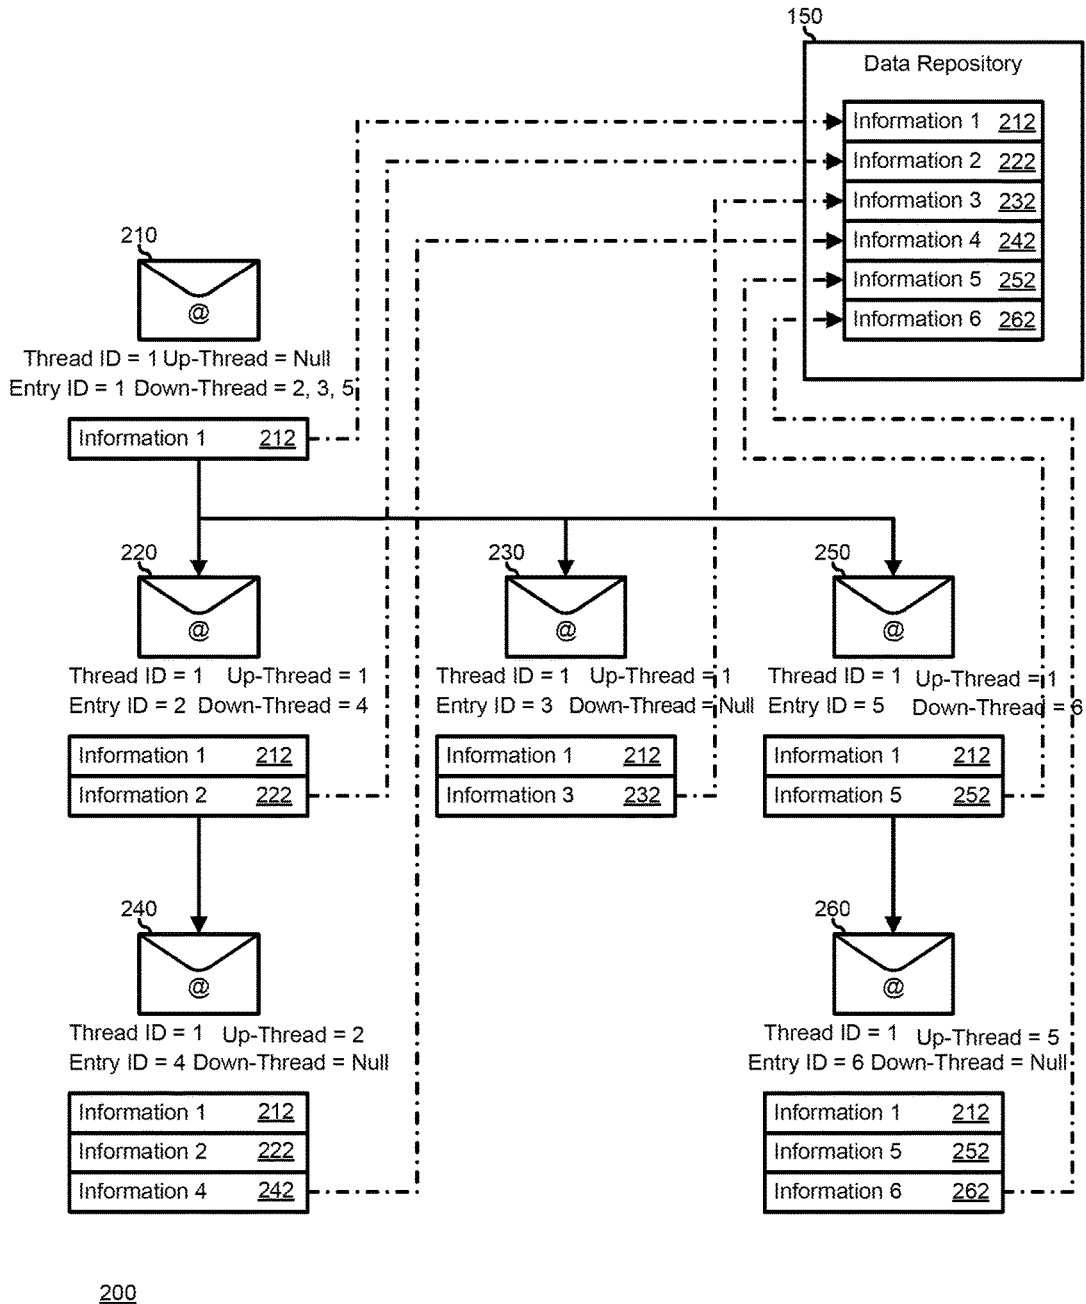 150
Data Repository
Information 1 212
Information 2 222
Information 3 232
Information 4 242
Information 5 252
Information 6 262
210
@
Thread ID = 1 Up-Thread = Null
Entry ID = 1 Down-Thread = 2, 3, 5
Information 1 212
220
@
Thread ID = 1 Up-Thread = 1
Entry ID = 2 Down-Thread = 4
Information 1 212
Information 2 222
230
@
Thread ID = 1 Up-Thread = 1
Entry ID = 3 Down-Thread = Null
Information 1 212
Information 3 232
250
@
Thread ID = 1 Up-Thread = 1
Entry ID = 5 Down-Thread = 6
Information 1 212
Information 5 252
240
@
Thread ID = 1 Up-Thread = 2
Entry ID = 4 Down-Thread = Null
Information 1 212
Information 2 222
Information 4 242
260
@
Thread ID = 1 Up-Thread = 5
Entry ID = 6 Down-Thread = Null
Information 1 212
Information 5 252
Information 6 262
200